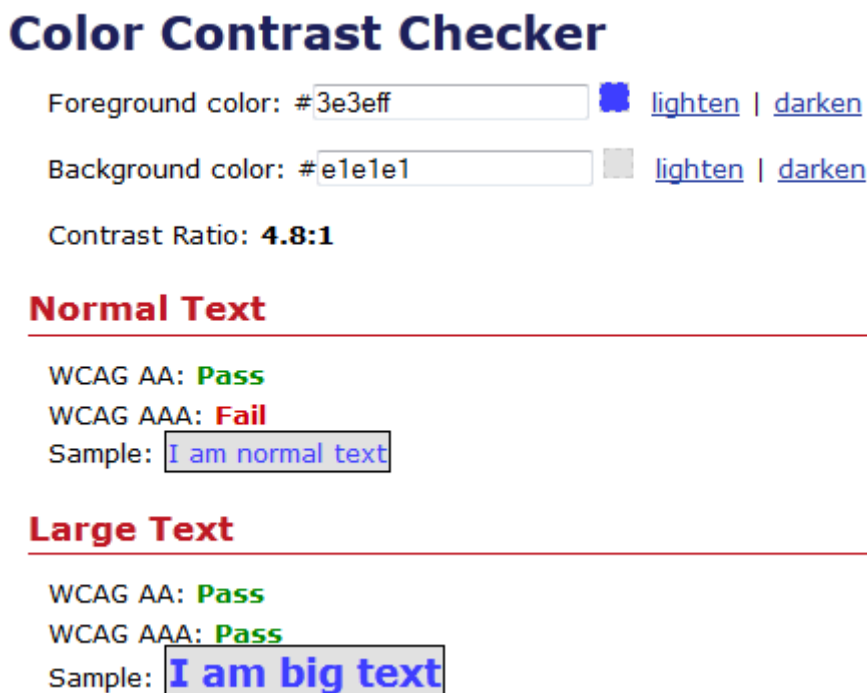 Color Contrast Checker
Foreground color: #3e3eff lighten | darken
Background color: #e1e1e1 lighten | darken
Contrast Ratio: 4.8:1
Normal Text
WCAG AA: Pass
WCAG AAA: Fail
Sample: I am normal text
Large Text
WCAG AA: Pass
WCAG AAA: Pass
Sample: I am big text